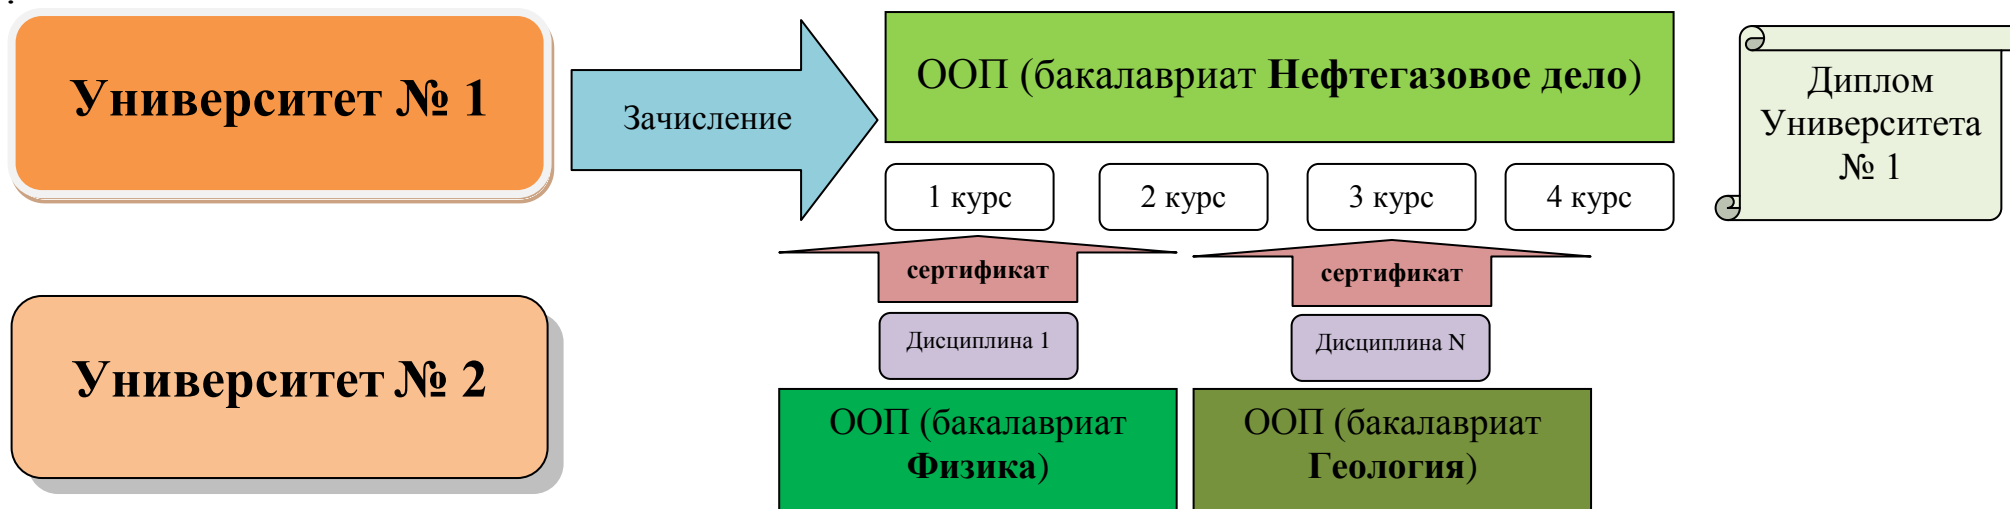 Университет № 1
Зачисление
ООП (бакалавриат Нефтегазовое дело)
1 курс
2 курс
3 курс
4 курс
Диплом
Университета
№ 1
сертификат
сертификат
Университет № 2
Дисциплина 1
Дисциплина N
ООП (бакалавриат
Физика)
ООП (бакалавриат
Геология)